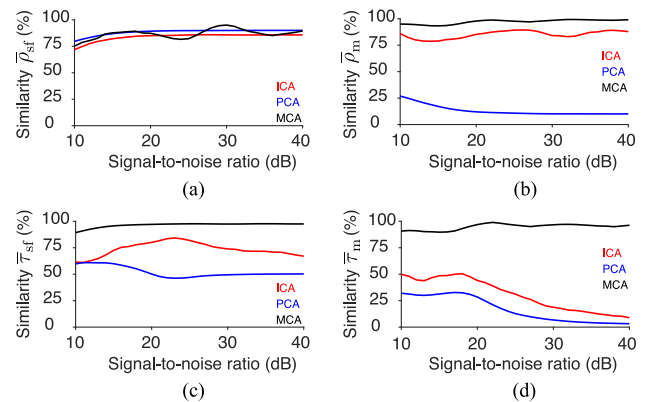 Similarity ρ̅sf (%)
100
75
50
25
0
ICA
PCA
MCA
10 20 30 40
Signal-to-noise ratio (dB)
(a)
Similarity ρ̅m (%)
100
75
50
25
0
ICA
PCA
MCA
10 20 30 40
Signal-to-noise ratio (dB)
(b)
Similarity τ̅sf (%)
100
75
50
25
0
ICA
PCA
MCA
10 20 30 40
Signal-to-noise ratio (dB)
(c)
Similarity τ̅m (%)
100
75
50
25
0
ICA
PCA
MCA
10 20 30 40
Signal-to-noise ratio (dB)
(d)